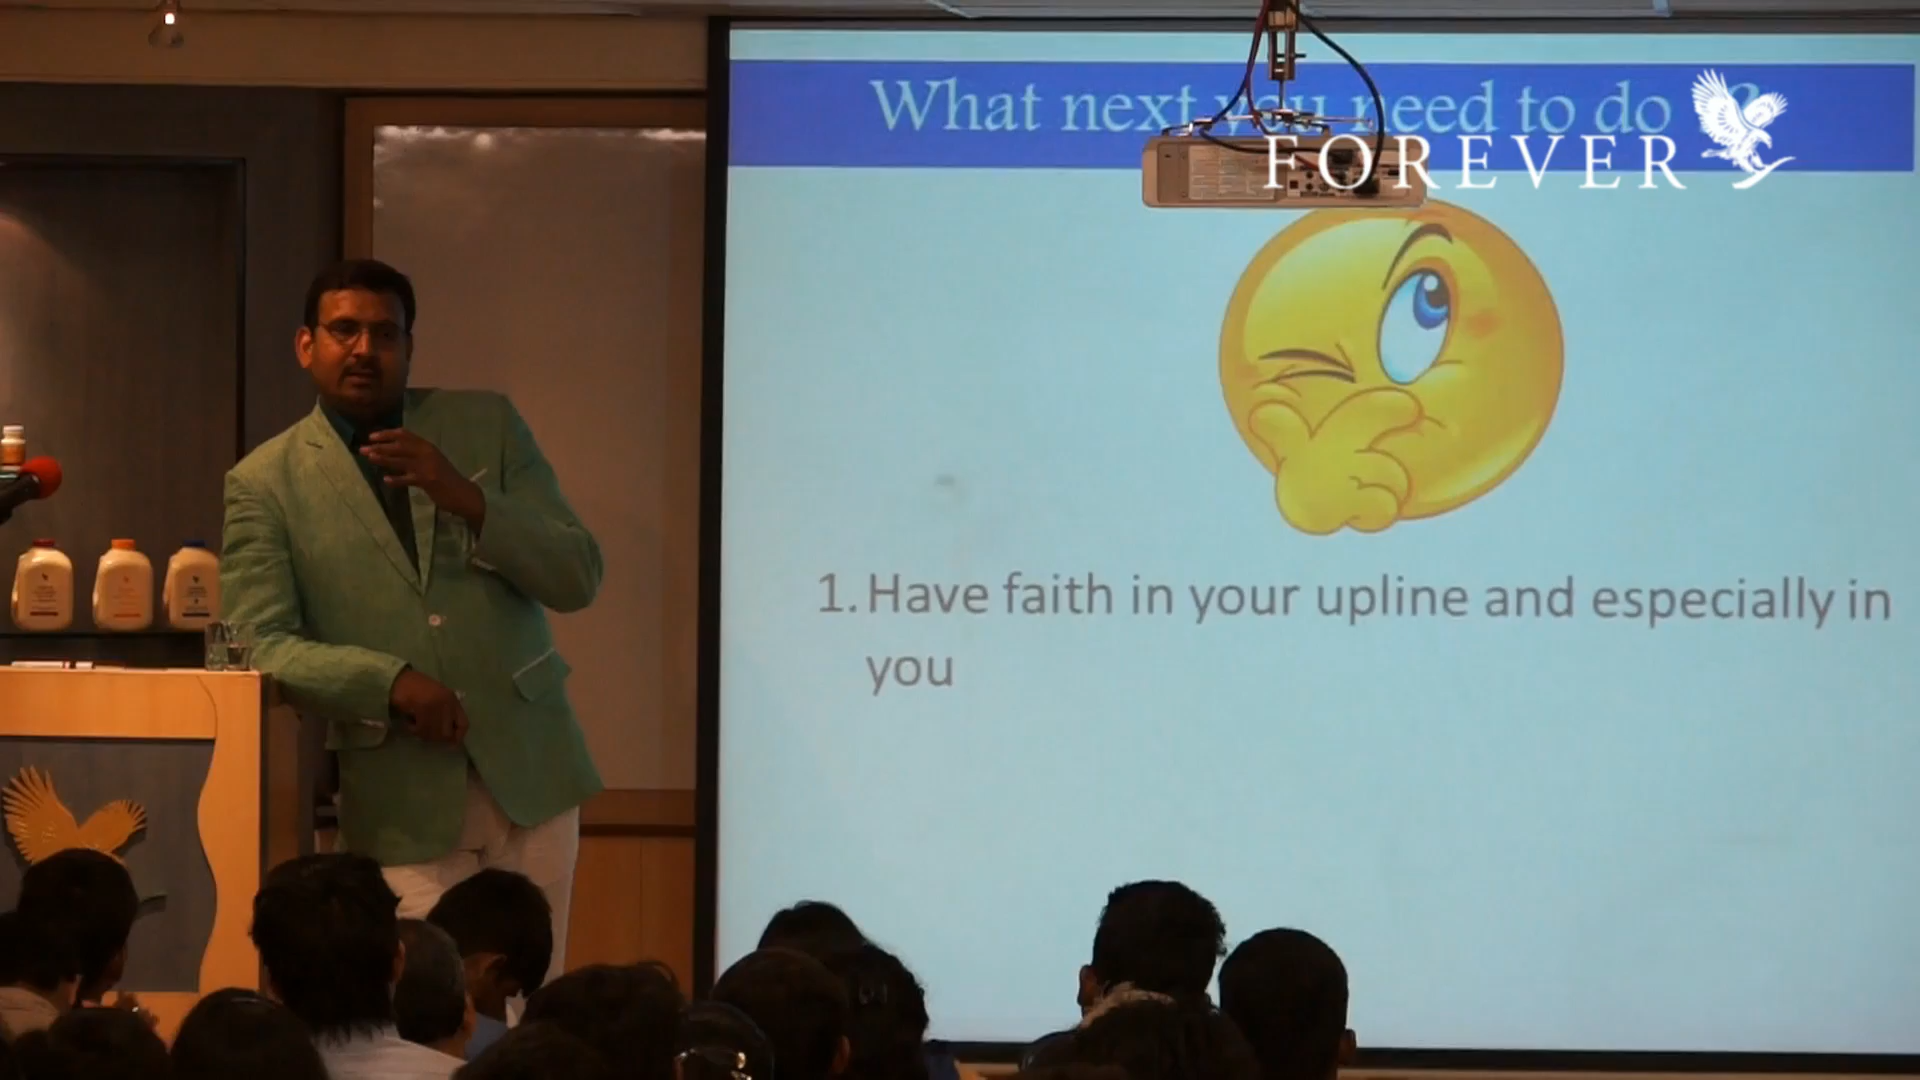 What next you need to do ?
FOREVER
1. Have faith in your upline and especially in
you